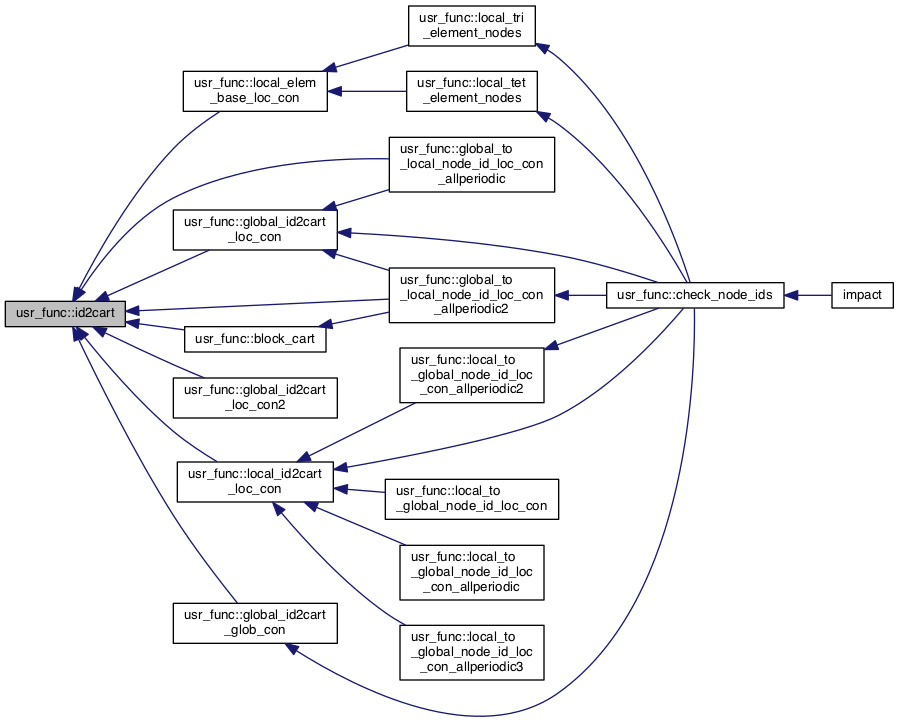 usr_func::local_tri
_element_nodes
usr_func::local_elem
_base_loc_con
usr_func::local_tet
_element_nodes
usr_func::global_to
_local_node_id_loc_con
_allperiodic
usr_func::global_id2cart
_loc_con
usr_func::global_to
_local_node_id_loc_con
_allperiodic2
usr_func::check_node_ids
impact
usr_func::id2cart
usr_func::block_cart
usr_func::local_to
_global_node_id_loc
_con_allperiodic2
usr_func::global_id2cart
_loc_con2
usr_func::local_id2cart
_loc_con
usr_func::local_to
_global_node_id_loc_con
usr_func::local_to
_global_node_id_loc
_con_allperiodic
usr_func::global_id2cart
_glob_con
usr_func::local_to
_global_node_id_loc
_con_allperiodic3